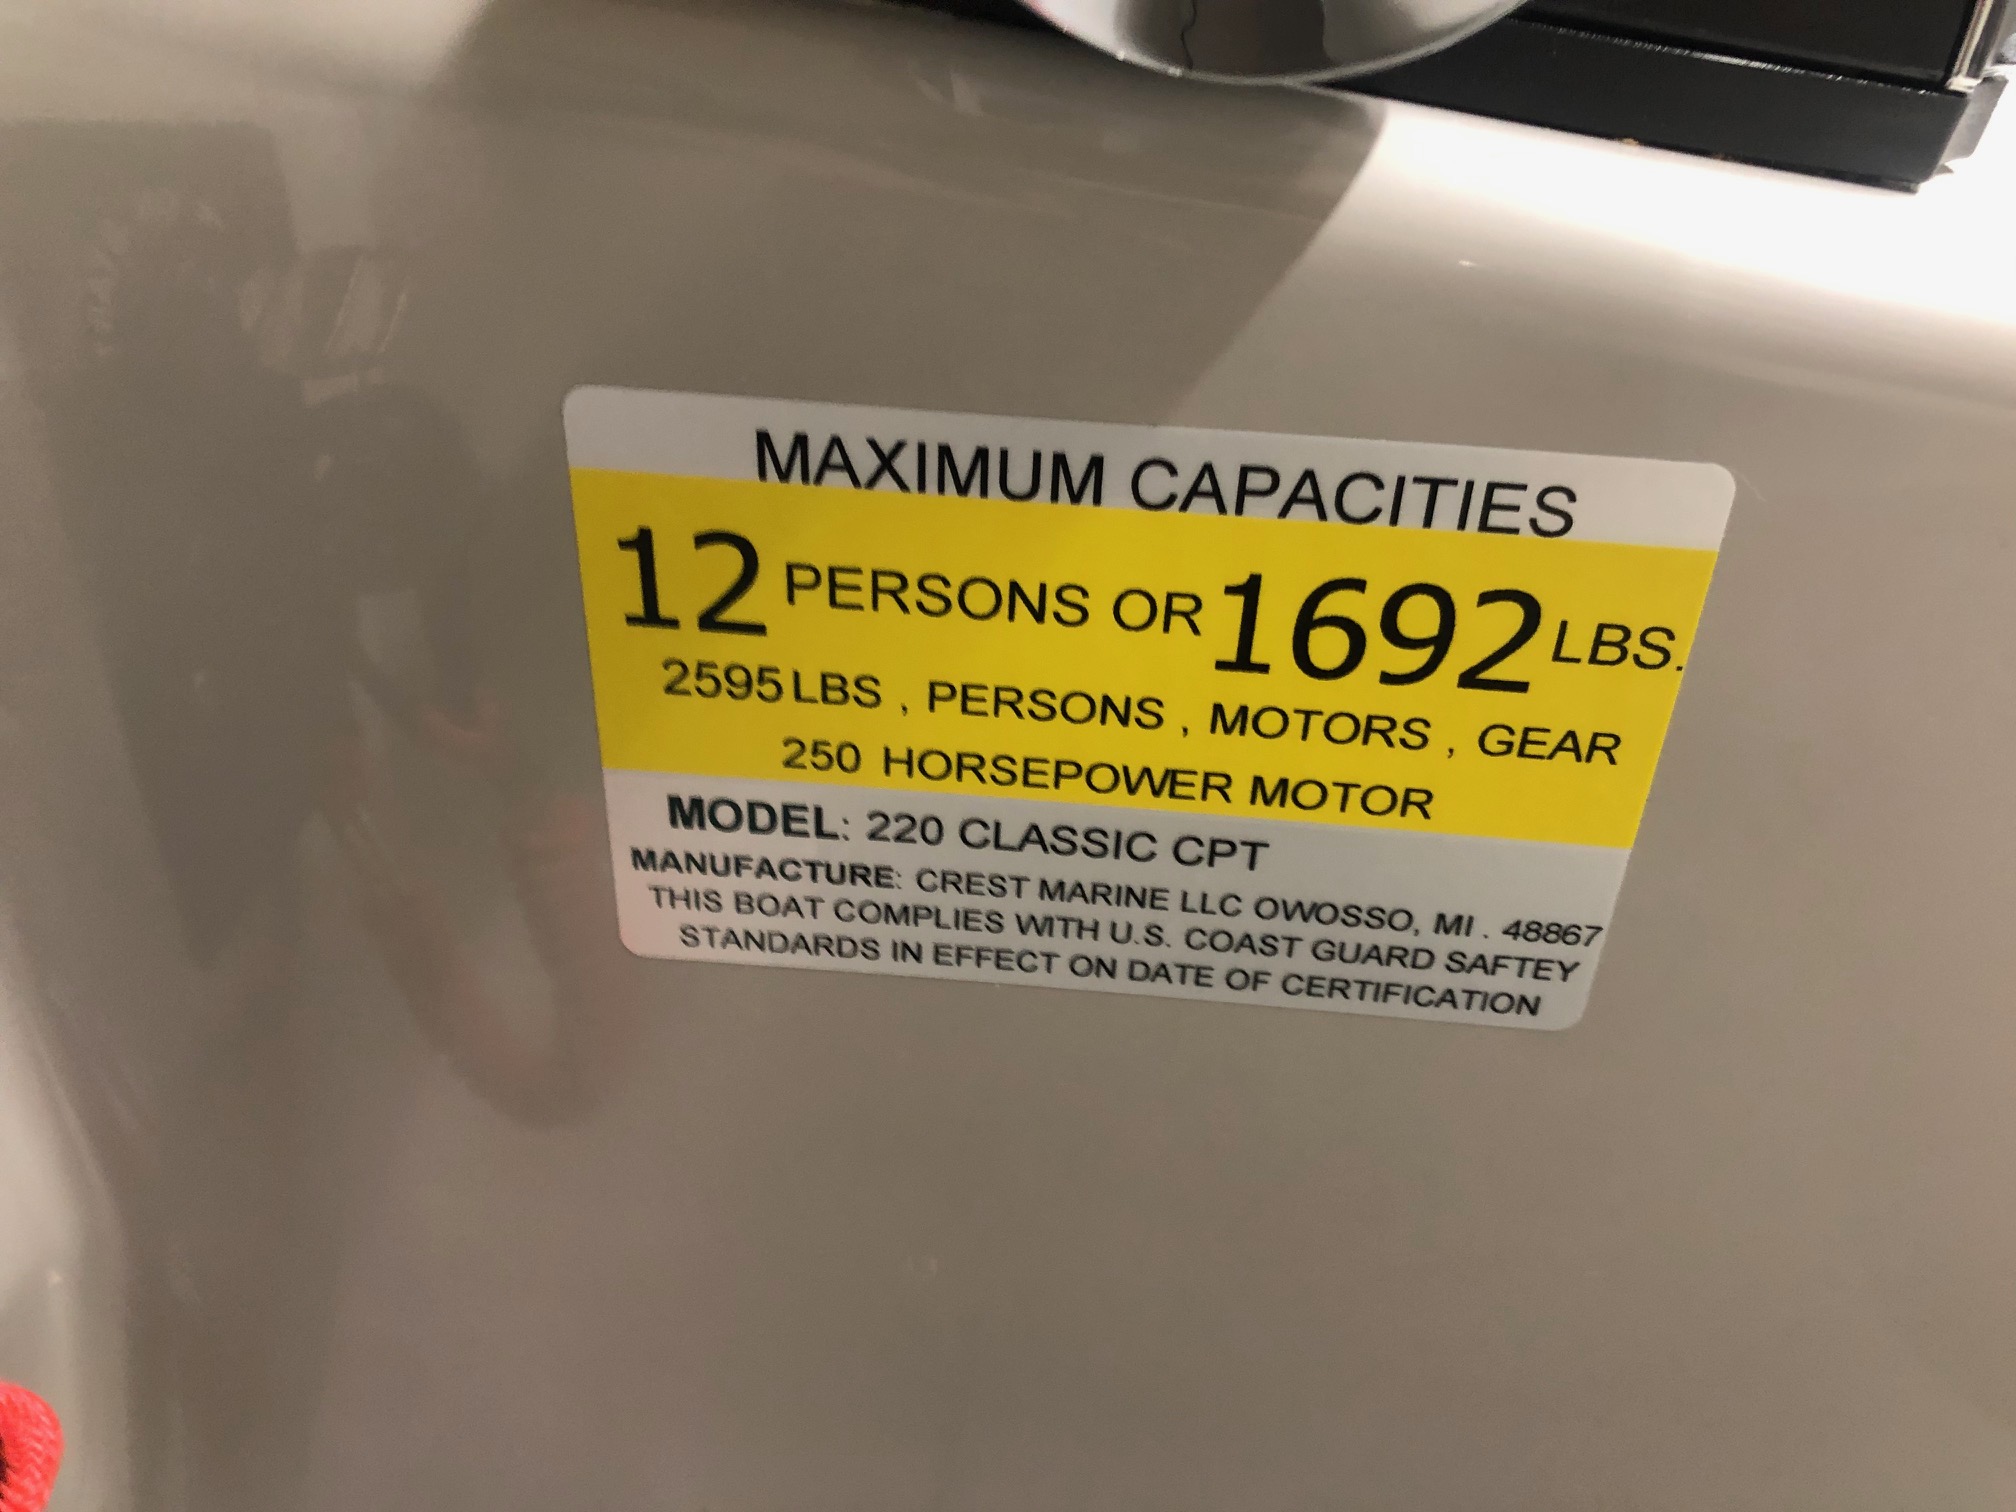 MAXIMUM CAPACITIES
12 PERSONS OR 1692 LBS.
2595 LBS , PERSONS , MOTORS , GEAR
250 HORSEPOWER MOTOR
MODEL: 220 CLASSIC CPT
MANUFACTURE: CREST MARINE LLC OWOSSO, MI . 48867
THIS BOAT COMPLIES WITH U.S. COAST GUARD SAFTEY
STANDARDS IN EFFECT ON DATE OF CERTIFICATION